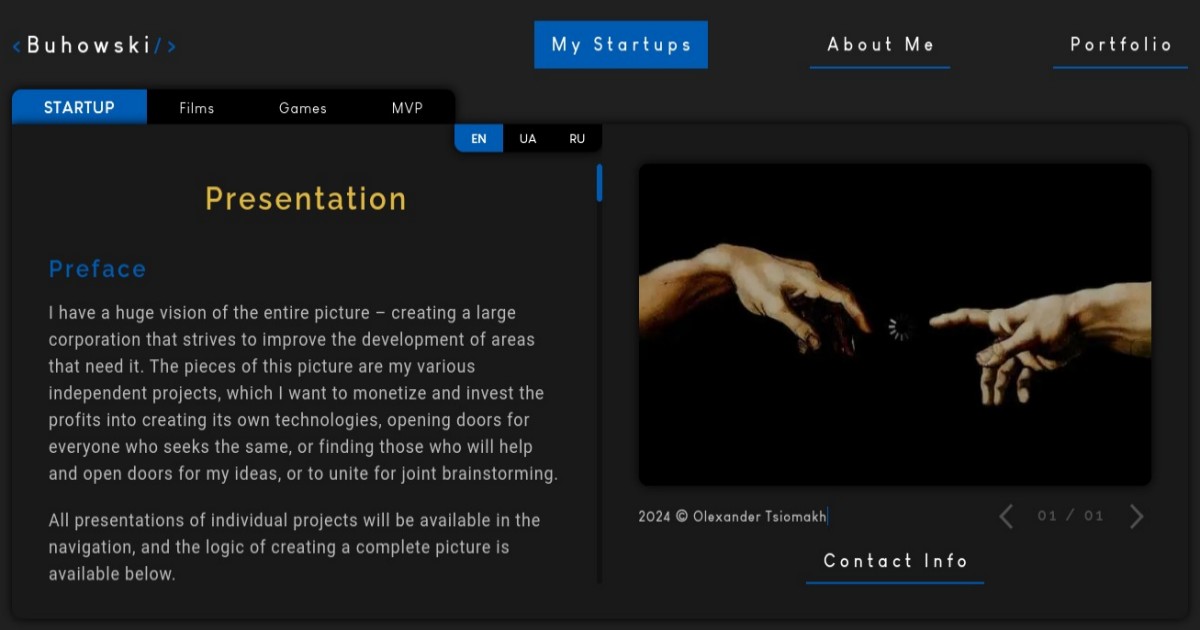 <Buhowski/>
My Startups
About Me
Portfolio
STARTUP
Films
Games
MVP
EN
UA
RU
Presentation
Preface
I have a huge vision of the entire picture – creating a large
corporation that strives to improve the development of areas
that need it. The pieces of this picture are my various
independent projects, which I want to monetize and invest the
profits into creating its own technologies, opening doors for
everyone who seeks the same, or finding those who will help
and open doors for my ideas, or to unite for joint brainstorming.
All presentations of individual projects will be available in the
navigation, and the logic of creating a complete picture is
available below.
2024 © Olexander Tsiomakh
01 / 01
Contact Info